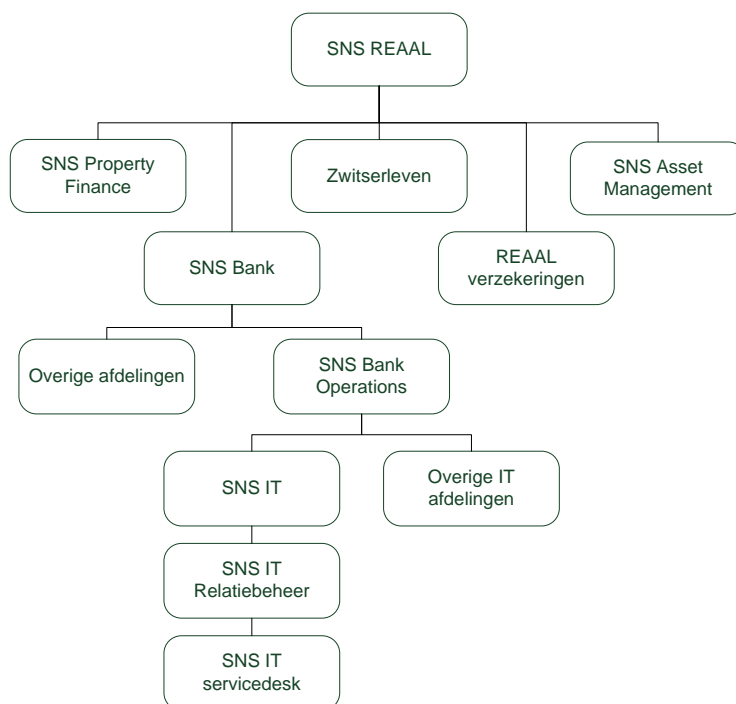 SNS REAAL
SNS Property
Finance
Zwitserleven
SNS Asset
Management
SNS Bank
REAAL
verzekeringen
Overige afdelingen
SNS Bank
Operations
SNS IT
Overige IT
afdelingen
SNS IT
Relatiebeheer
SNS IT
servicedesk